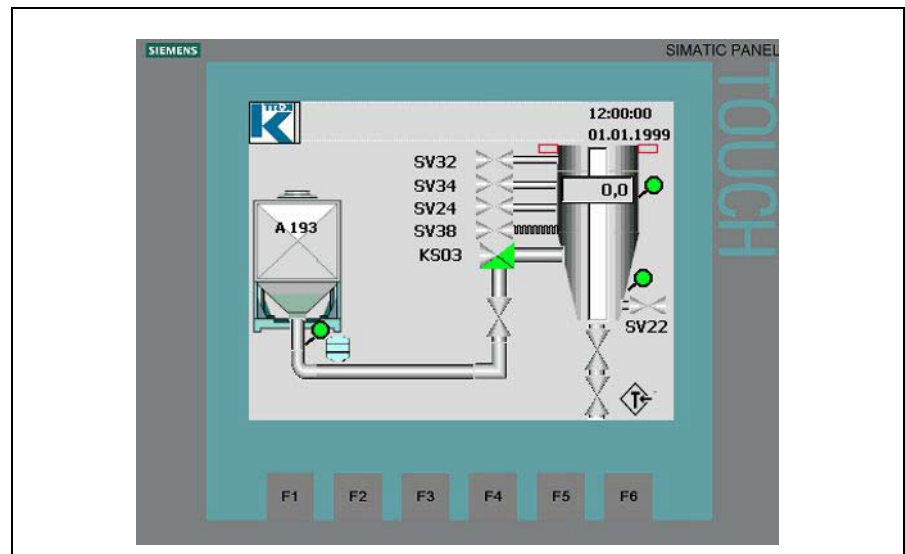 SIEMENS
SIMATIC PANEL
TOUCH
K
TRON
12:00:00
01.01.1999
SV32
SV34
SV24
SV38
KS03
A 193
0,0
SV22
T
F1
F2
F3
F4
F5
F6